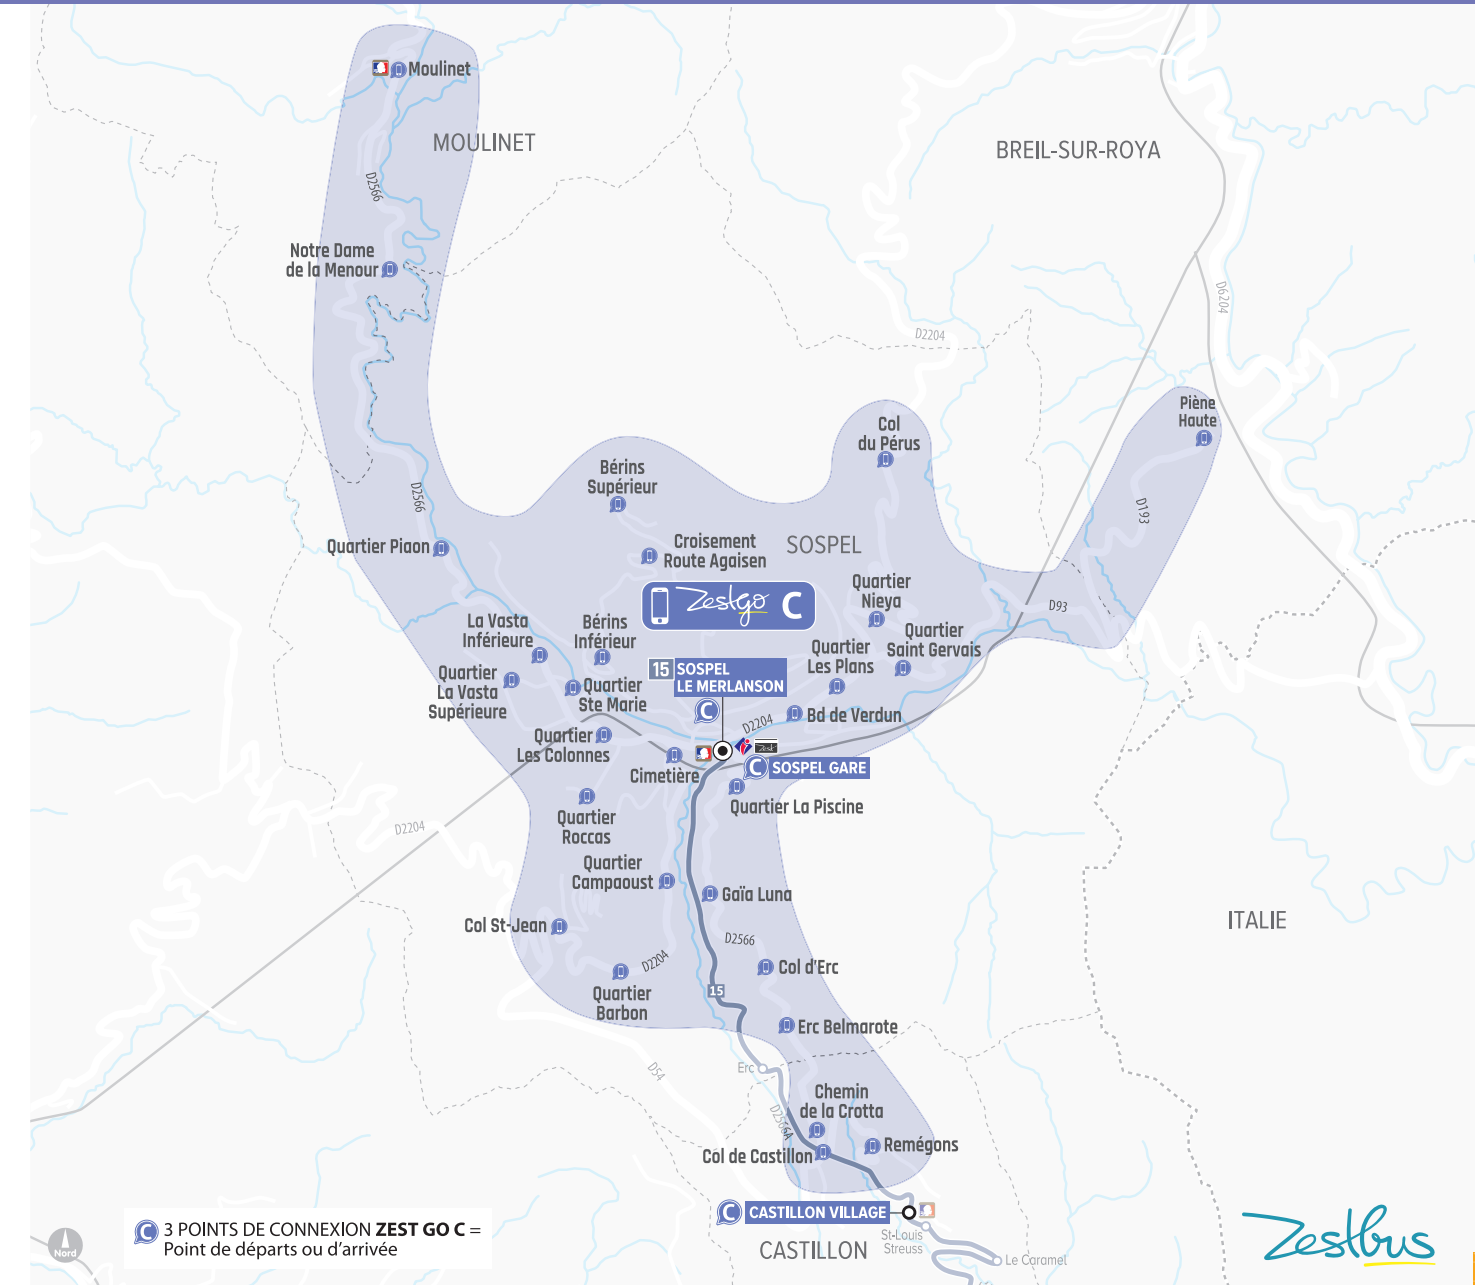 Moulinet
MOULINET
BREIL-SUR-ROYA
D2566
Notre Dame
de la Menour
D6204
D2204
Piène
Haute
Col
du Pérus
Bérins
Supérieur
D2566
D193
Quartier Piaon
Croisement
Route Agaisen
SOSPEL
Zestgo C
Quartier
Nieya
D93
La Vasta
Inférieure
Bérins
Inférieur
Quartier
Saint Gervais
Quartier
Les Plans
15 SOSPEL
LE MERLANSON
Quartier
La Vasta
Supérieure
Quartier
Ste Marie
C
D2204
Bd de Verdun
Quartier
Les Colonnes
Zest
C SOSPEL GARE
Cimetière
Quartier La Piscine
Quartier
Roccas
D2204
Quartier
Campaoust
Gaïa Luna
Col St-Jean
ITALIE
D2566
D2204
Col d'Erc
Quartier
Barbon
15
Erc Belmarote
Erc
D54
Chemin
de la Crotta
D2566A
Remégons
Col de Castillon
C CASTILLON VILLAGE
St-Louis
Streuss
CASTILLON
Le Caramel
C 3 POINTS DE CONNEXION ZEST GO C =
Point de départs ou d'arrivée
Nord
Zestbus